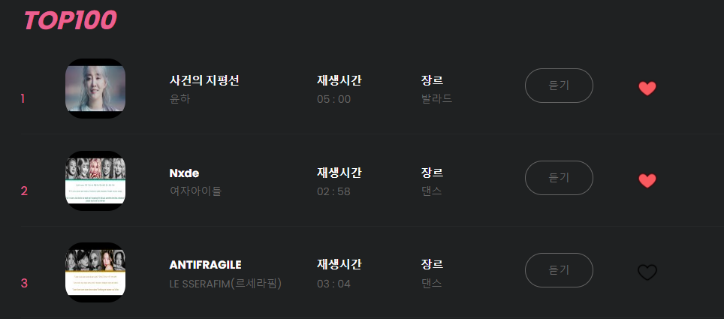 TOP100
1
사건의 지평선 재생시간 장르 듣기
윤하 05 : 00 발라드
2
Nxde 재생시간 장르 듣기
여자아이들 02 : 58 댄스
3
ANTIFRAGILE 재생시간 장르 듣기
LE SSERAFIM(르세라핌) 03 : 04 댄스